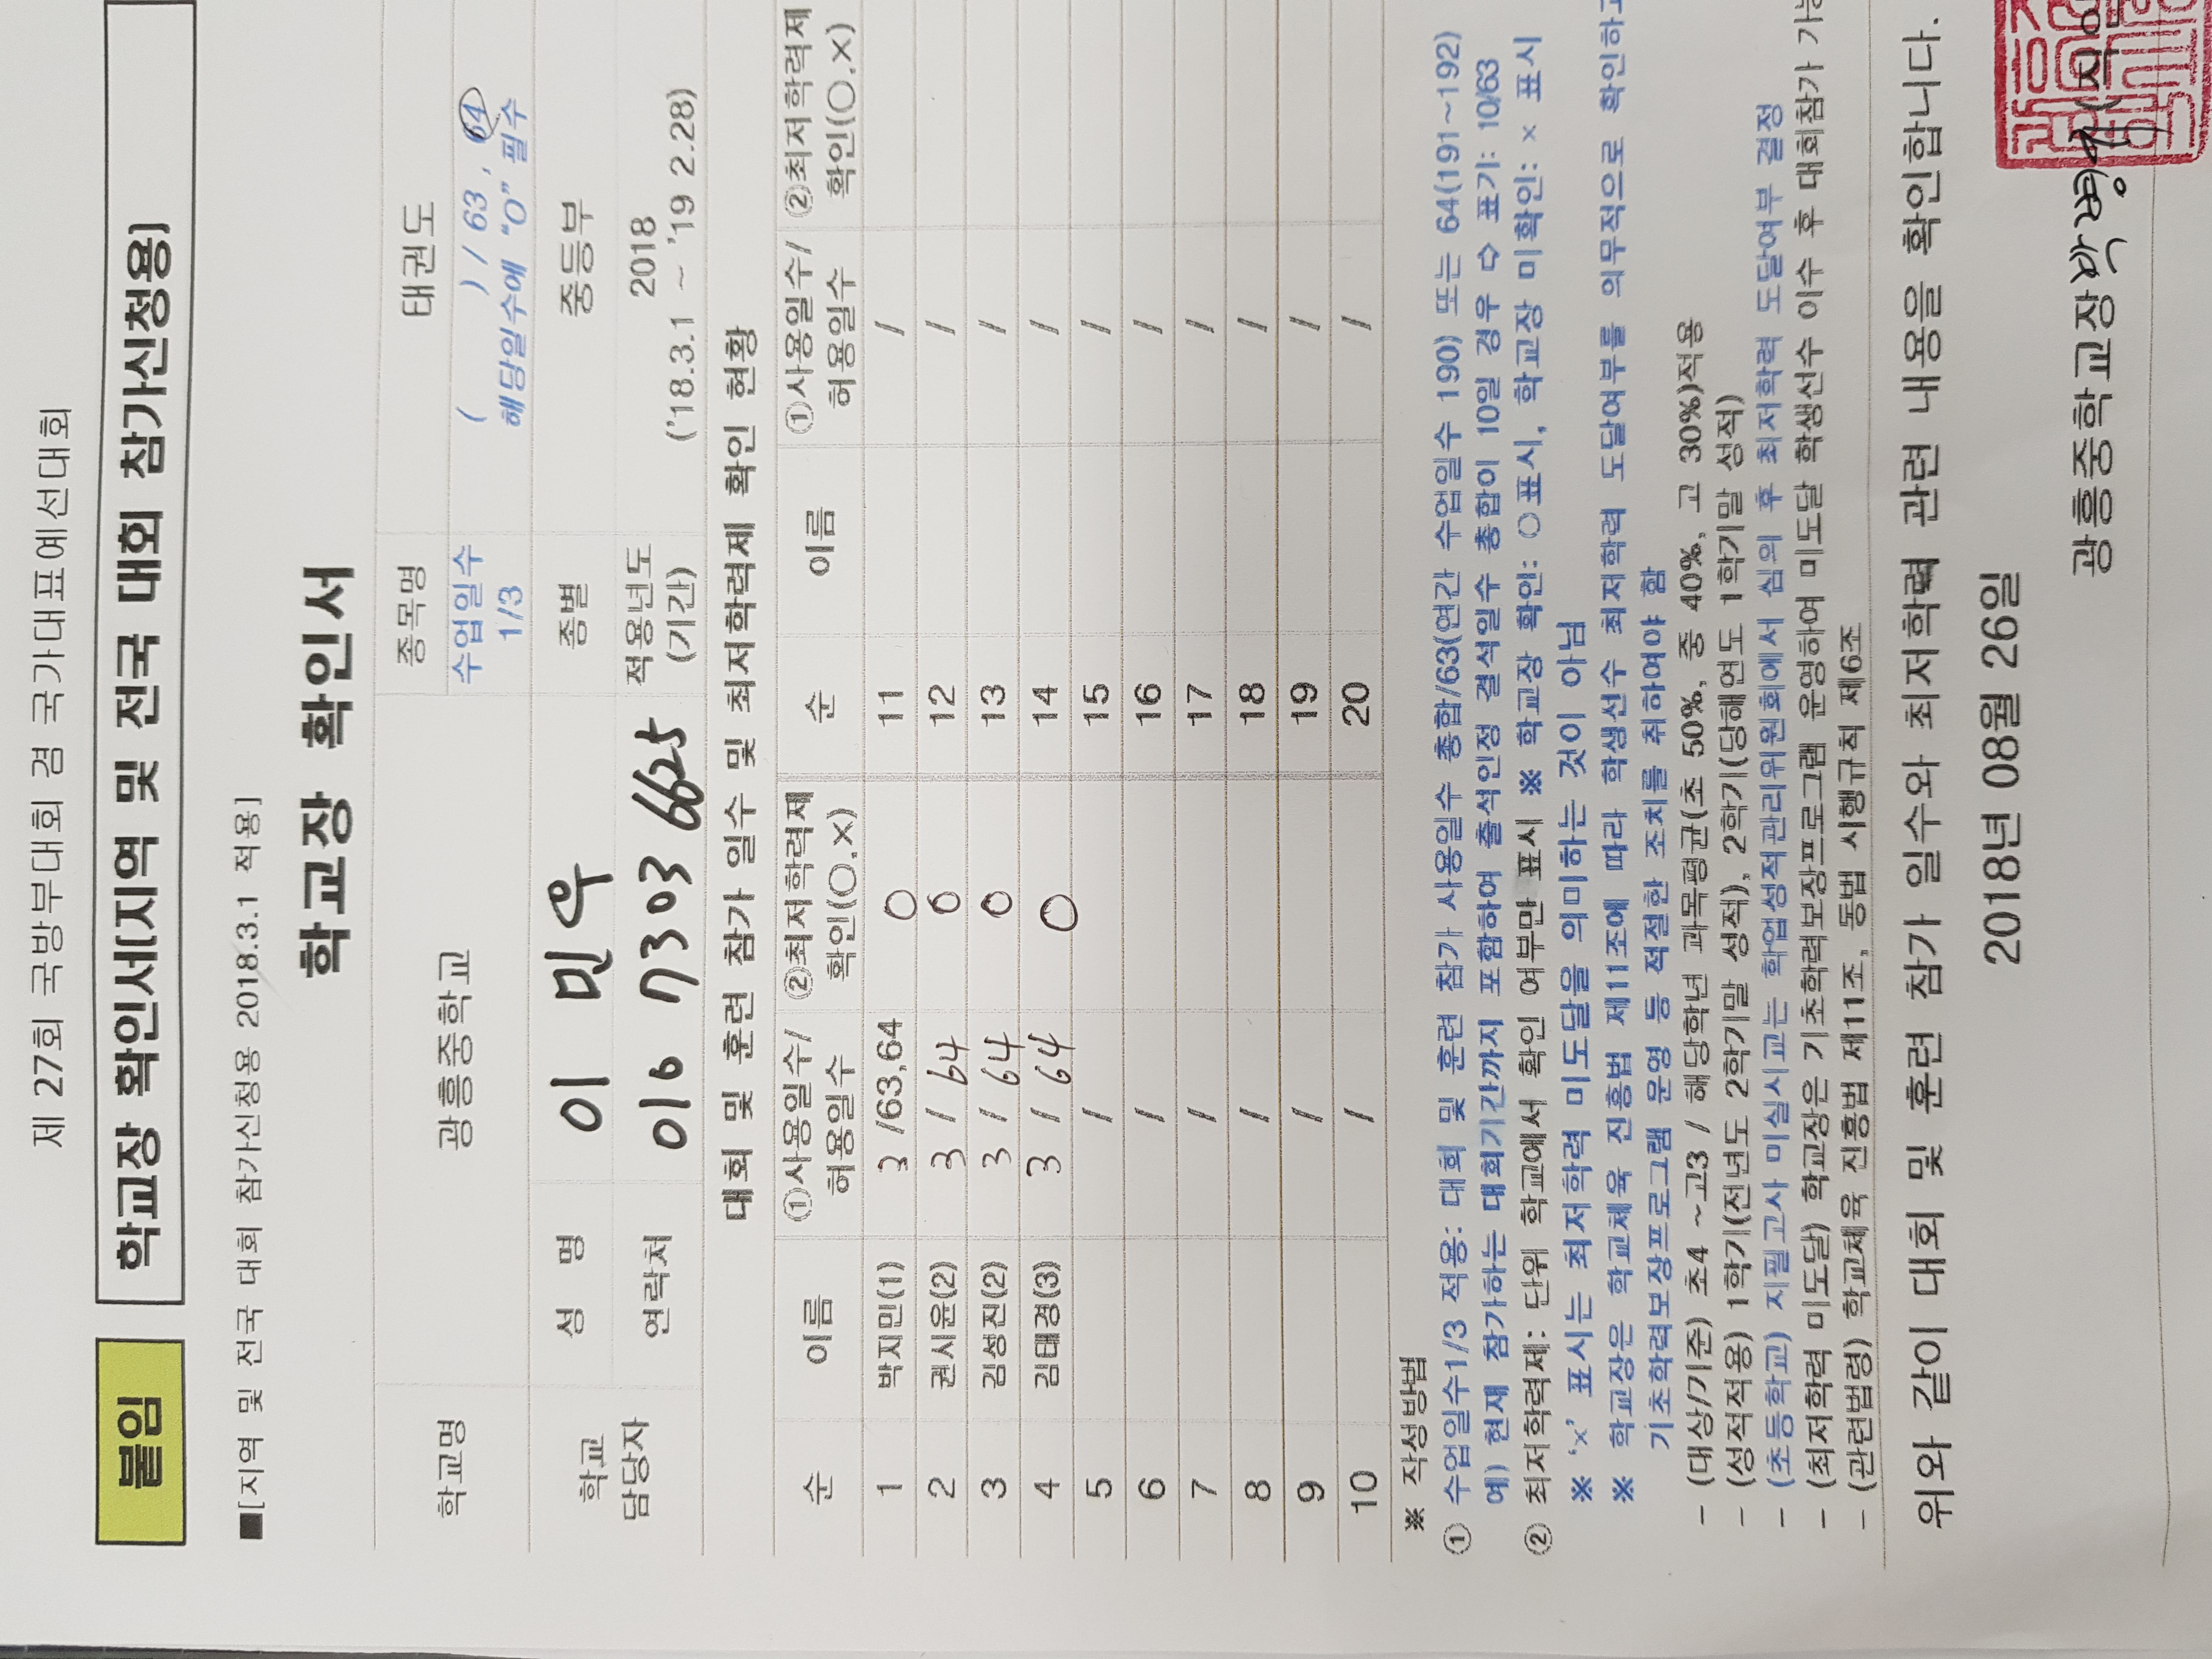 제 27회 국방부대회 겸 국가대표예선대회
붙임 학교장 확인서[지역 및 전국 대회 참가신청용]
■[지역 및 전국 대회 참가신청용 2018.3.1 적용]
학교장 확인서
학교명 광흥중학교 종목명 태권도
수업일수 1/3 ( ) / 63 , 64
해당일수에 "O" 필수
학교 담당자 성 명 이민우 종별 중등부
연락처 010 7303 6625 적용년도 (기간) 2018
('18.3.1 ~ '19 2.28)
대회 및 훈련 참가 일수 및 최저학력제 확인 현황
순 이름 ①사용일수/허용일수 ②최저학력제 확인(○,×) 순 이름 ①사용일수/허용일수 ②최저학력제 확인(○,×)
1 박지민(1) 3 /63,64 O 11 /
2 권시윤(2) 3 / 64 O 12 /
3 김성진(2) 3 / 64 O 13 /
4 김태경(3) 3 / 64 O 14 /
5 / 15 /
6 / 16 /
7 / 17 /
8 / 18 /
9 / 19 /
10 / 20 /
※ 작성방법
① 수업일수1/3 적용: 대회 및 훈련 참가 사용일수 총합/63(연간 수업일수 190) 또는 64(191~192)
예) 현재 참가하는 대회기간까지 포함하여 출석인정 결석일수 총합이 10일 경우 ⇨ 표기: 10/63
② 최저학력제: 단위 학교에서 확인 여부만 표시 ※ 학교장 확인: ○표시, 학교장 미확인: × 표시
※ '×' 표시는 최저학력 미도달을 의미하는 것이 아님
※ 학교장은 학교체육 진흥법 제11조에 따라 학생선수 최저학력 도달여부를 의무적으로 확인하고
기초학력보장프로그램 운영 등 적절한 조치를 취하여야 함
- (대상/기준) 초4 ~고3 / 해당학년 과목평균(초 50%, 중 40%, 고 30%)적용
- (성적적용) 1학기(전년도 2학기말 성적), 2학기(당해연도 1학기말 성적)
- (초등학교) 지필고사 미실시교는 학업성적관리위원회에서 심의 후 최저학력 도달여부 결정
- (최저학력 미도달) 학교장은 기초학력보장프로그램 운영하여 미도달 학생선수 이수 후 대회참가 가능
- (관련법령) 학교체육 진흥법 제11조, 동법 시행규칙 제6조
위와 같이 대회 및 훈련 참가 일수와 최저학력 관련 내용을 확인합니다.
2018년 08월 26일
광흥중학교장